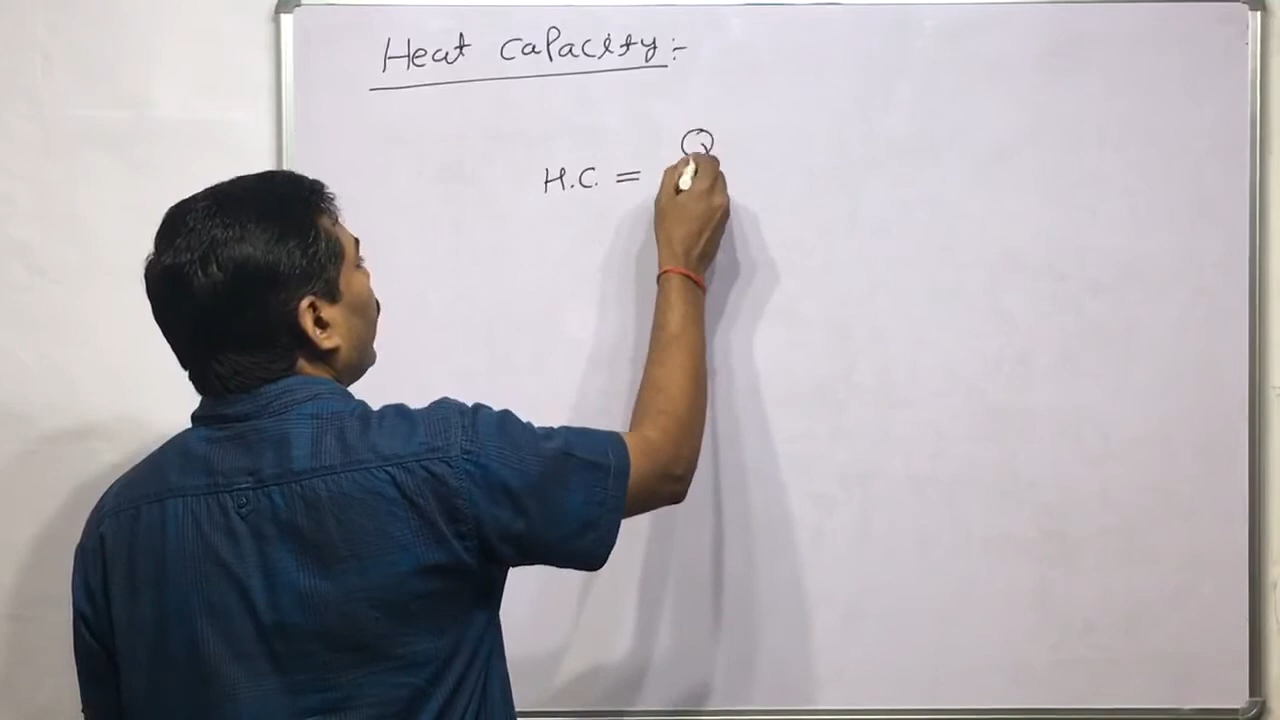 Heat capacity :-
H.C. = Q